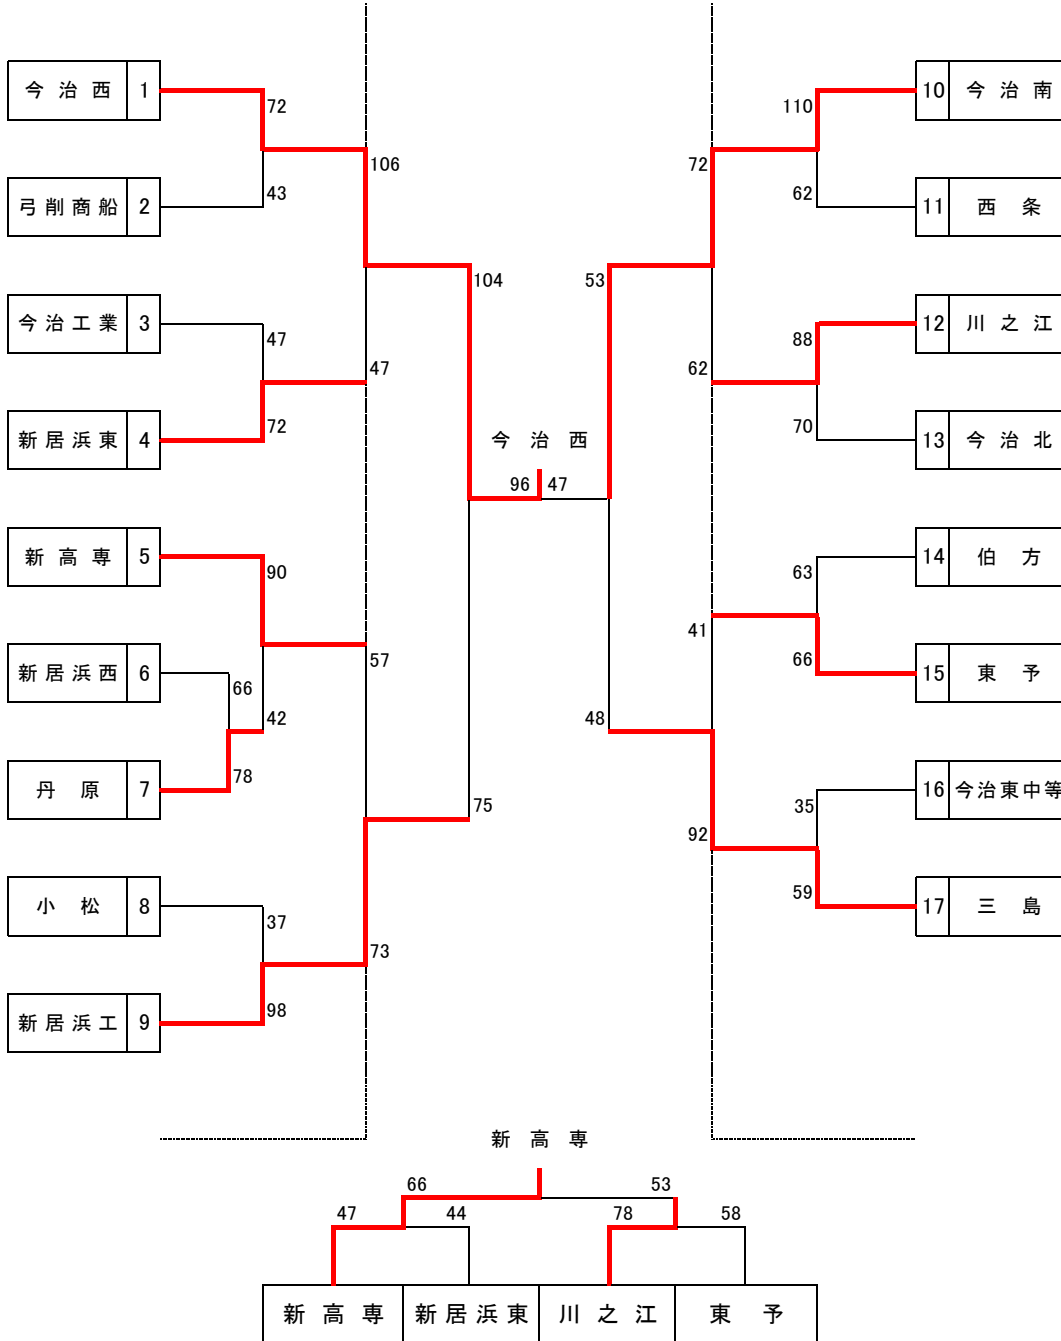 今治西 1
72
弓削商船 2
43
106
今治工業 3
47
新居浜東 4
72
47
104
新高専 5
90
新居浜西 6
66
丹原 7
78
42
57
小松 8
37
新居浜工 9
98
73
75
今治西
96 47
10 今治南
110
11 西条
62
72
12 川之江
88
13 今治北
70
62
53
14 伯方
63
15 東予
66
41
16 今治東中等
35
17 三島
59
92
48
新高専
66 53
47 44 78 58
新高専 新居浜東 川之江 東予